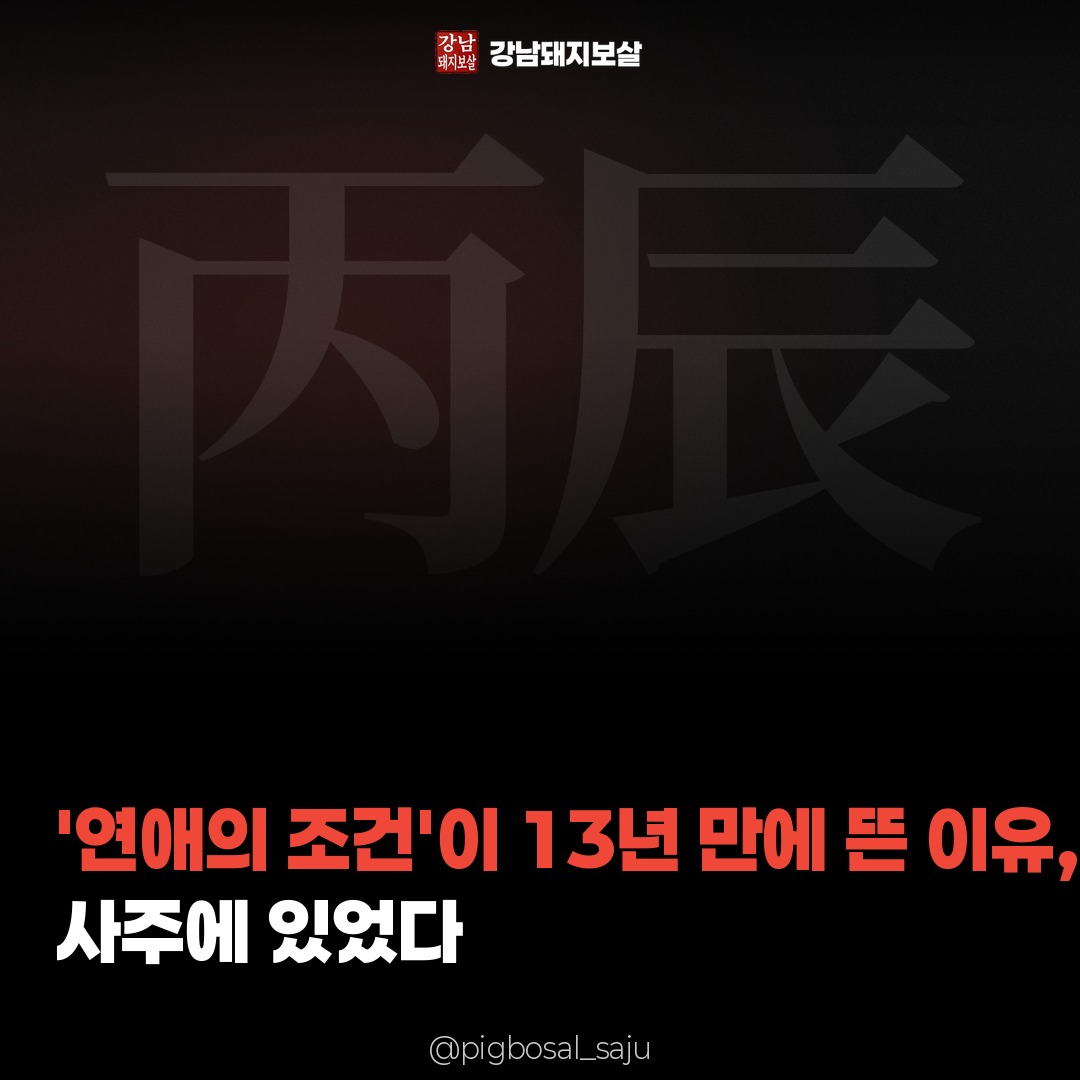 강남
돼지보살
강남돼지보살
丙辰
'연애의 조건'이 13년 만에 뜬 이유,
사주에 있었다
@pigbosal_saju